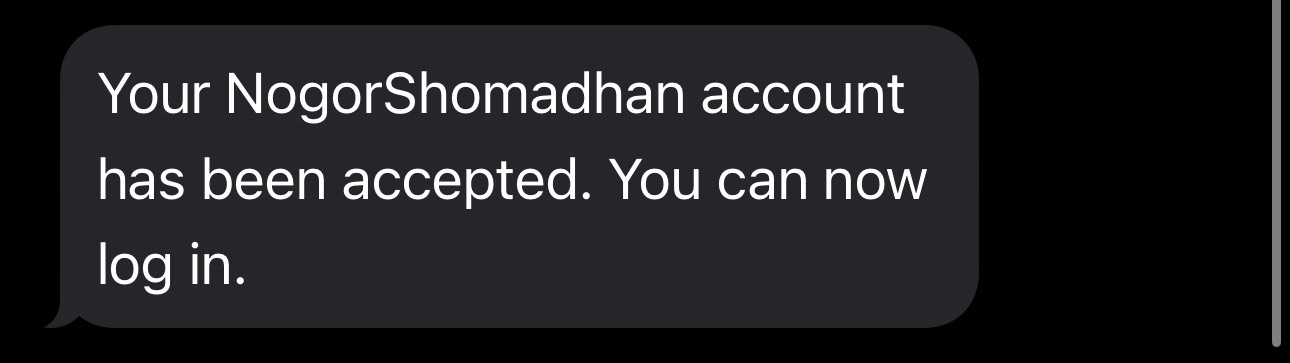 Your NogorShomadhan account
has been accepted. You can now
log in.